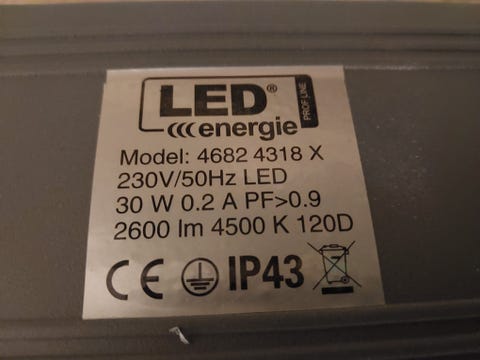 LED®
PROF LINE
energie
Model: 4682 4318 X
230V/50Hz LED
30 W 0.2 A PF>0.9
2600 lm 4500 K 120D
CE IP43